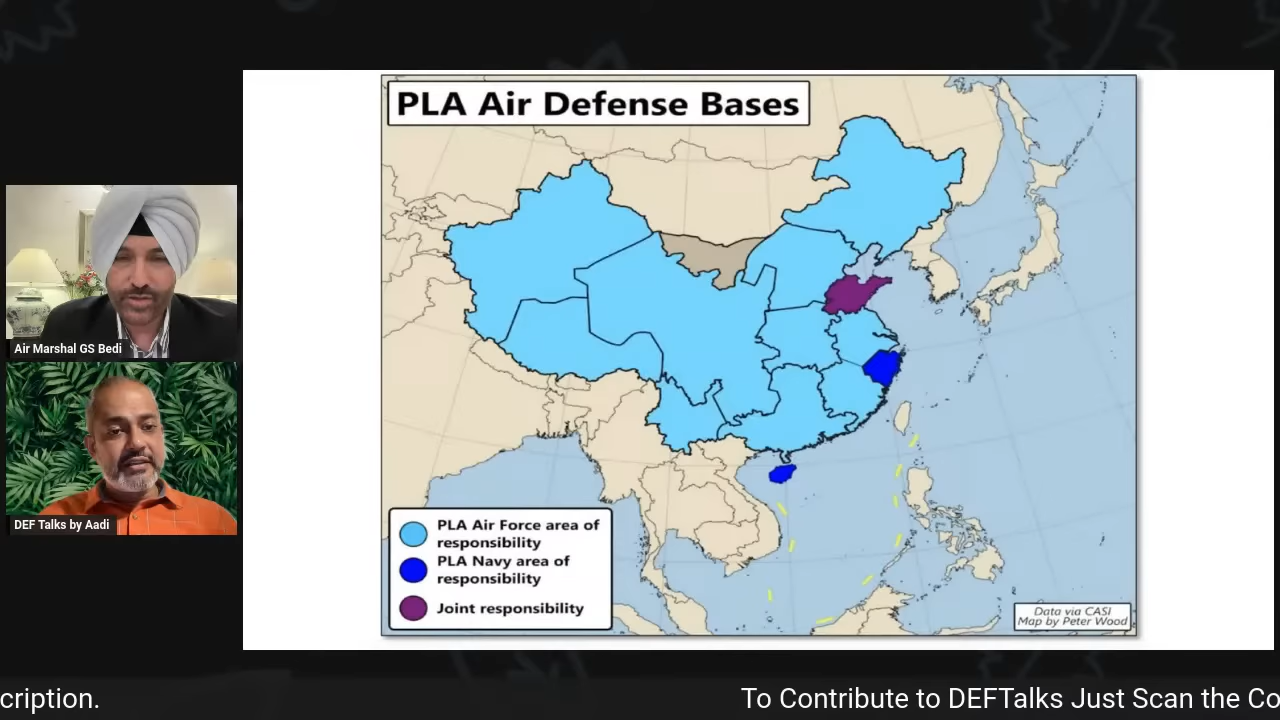 PLA Air Defense Bases
Air Marshal GS Bedi
DEF Talks by Aadi
PLA Air Force area of
responsibility
PLA Navy area of
responsibility
Joint responsibility
Data via CASI
Map by Peter Wood
cription.
To Contribute to DEFTalks Just Scan the Co